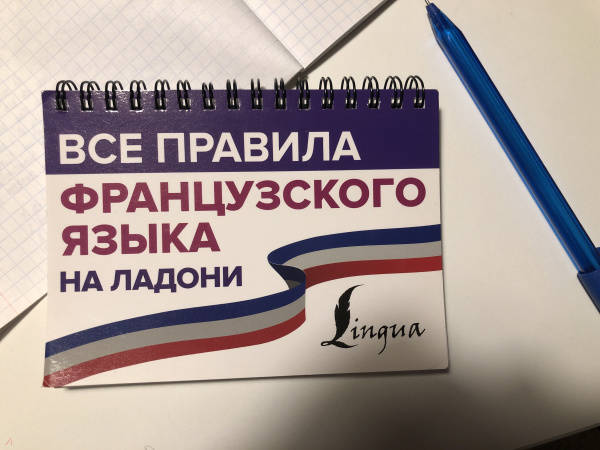 ВСЕ ПРАВИЛА
ФРАНЦУЗСКОГО
ЯЗЫКА
НА ЛАДОНИ
Lingua